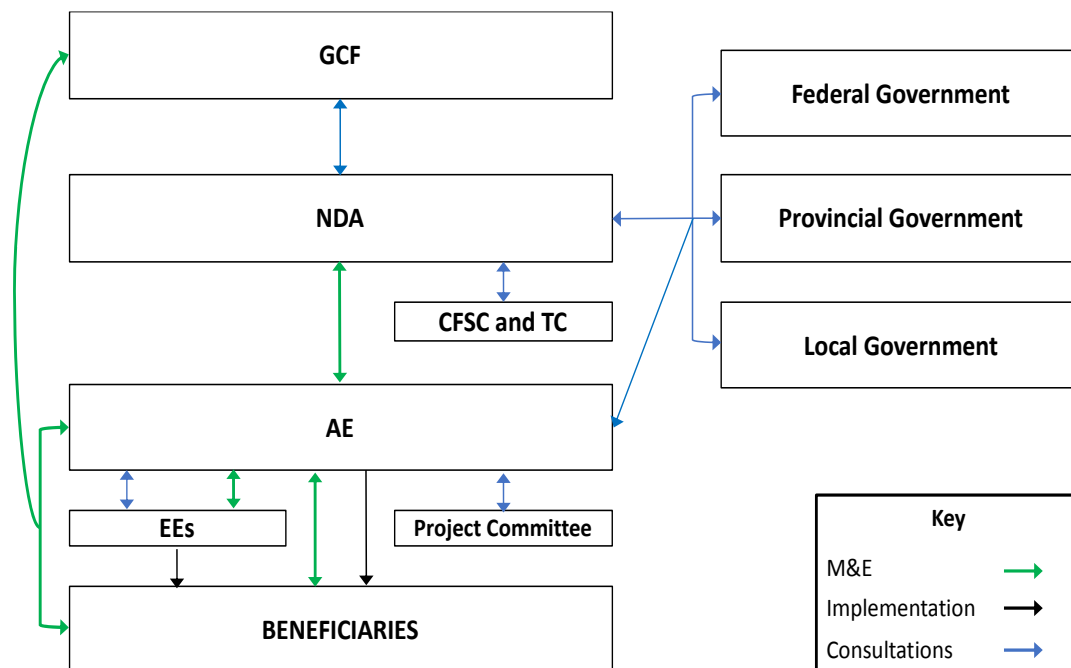 GCF
Federal Government
NDA
Provincial Government
CFSC and TC
Local Government
AE
EEs
Project Committee
BENEFICIARIES
Key
M&E
Implementation
Consultations